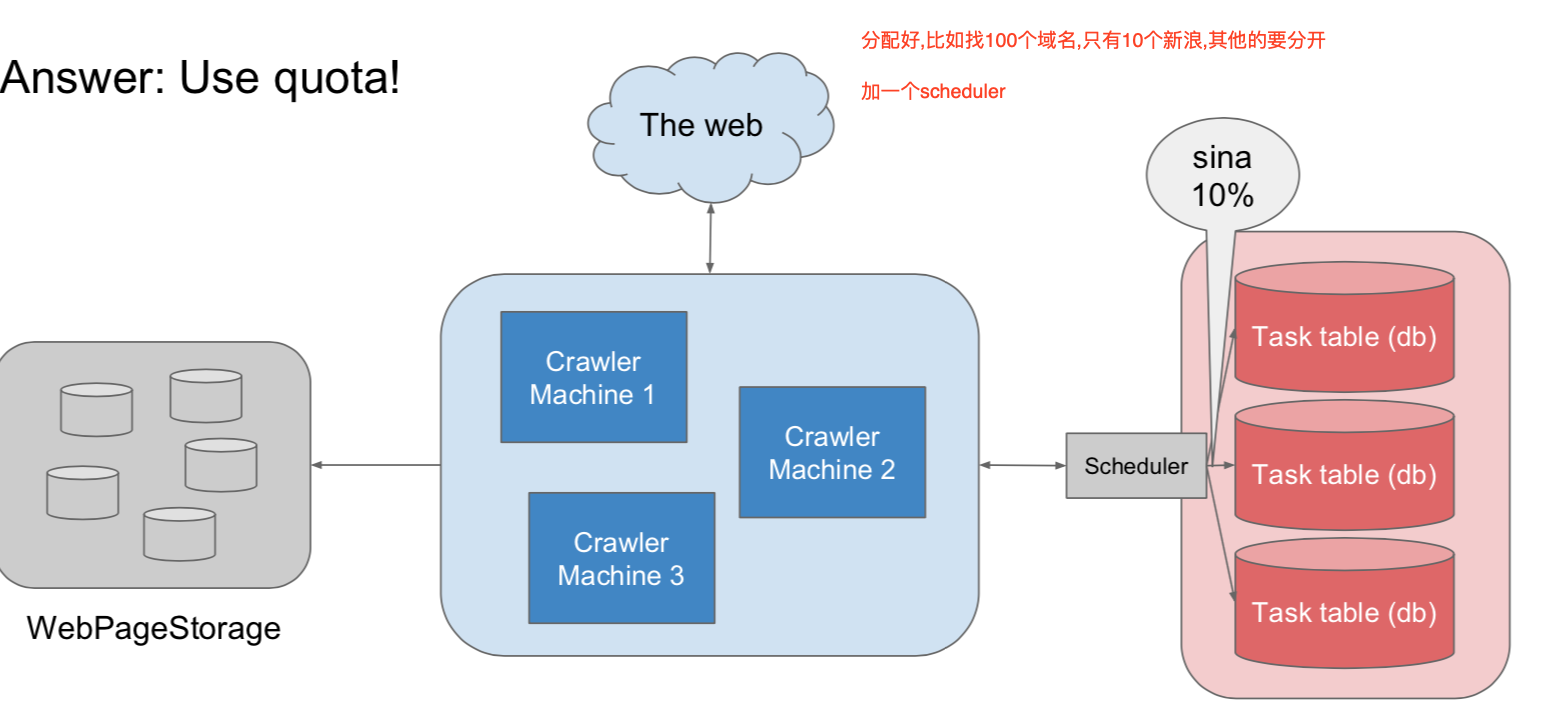 Answer: Use quota!
分配好,比如找100个域名,只有10个新浪,其他的要分开
加一个scheduler
The web
sina
10%
Crawler
Machine 1
Crawler
Machine 2
Crawler
Machine 3
Scheduler
Task table (db)
Task table (db)
Task table (db)
WebPageStorage